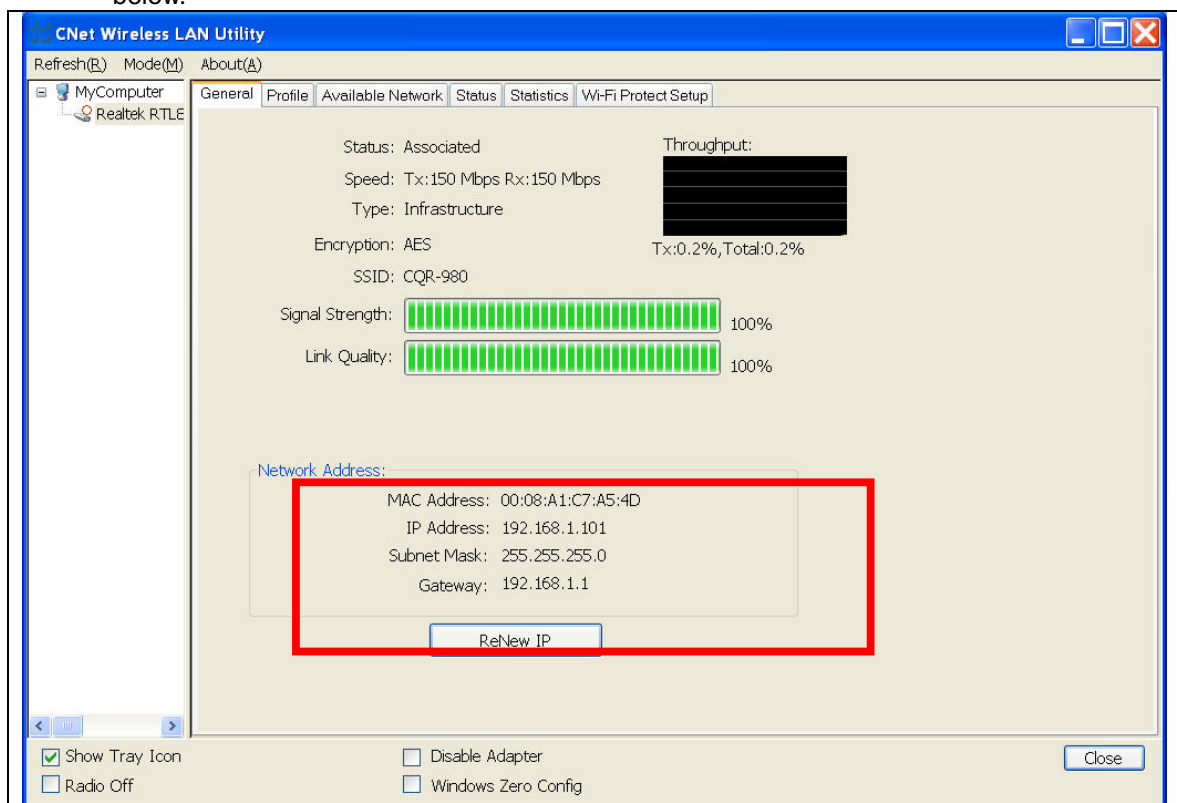 below.
CNet Wireless LAN Utility
Refresh(R) Mode(M) About(A)
MyComputer
Realtek RTL8
General Profile Available Network Status Statistics Wi-Fi Protect Setup
Status: Associated
Throughput:
Speed: Tx:150 Mbps Rx:150 Mbps
Type: Infrastructure
Encryption: AES
Tx:0.2%,Total:0.2%
SSID: CQR-980
Signal Strength: 100%
Link Quality: 100%
Network Address:
MAC Address: 00:08:A1:C7:A5:4D
IP Address: 192.168.1.101
Subnet Mask: 255.255.255.0
Gateway: 192.168.1.1
ReNew IP
Show Tray Icon
Disable Adapter
Close
Radio Off
Windows Zero Config